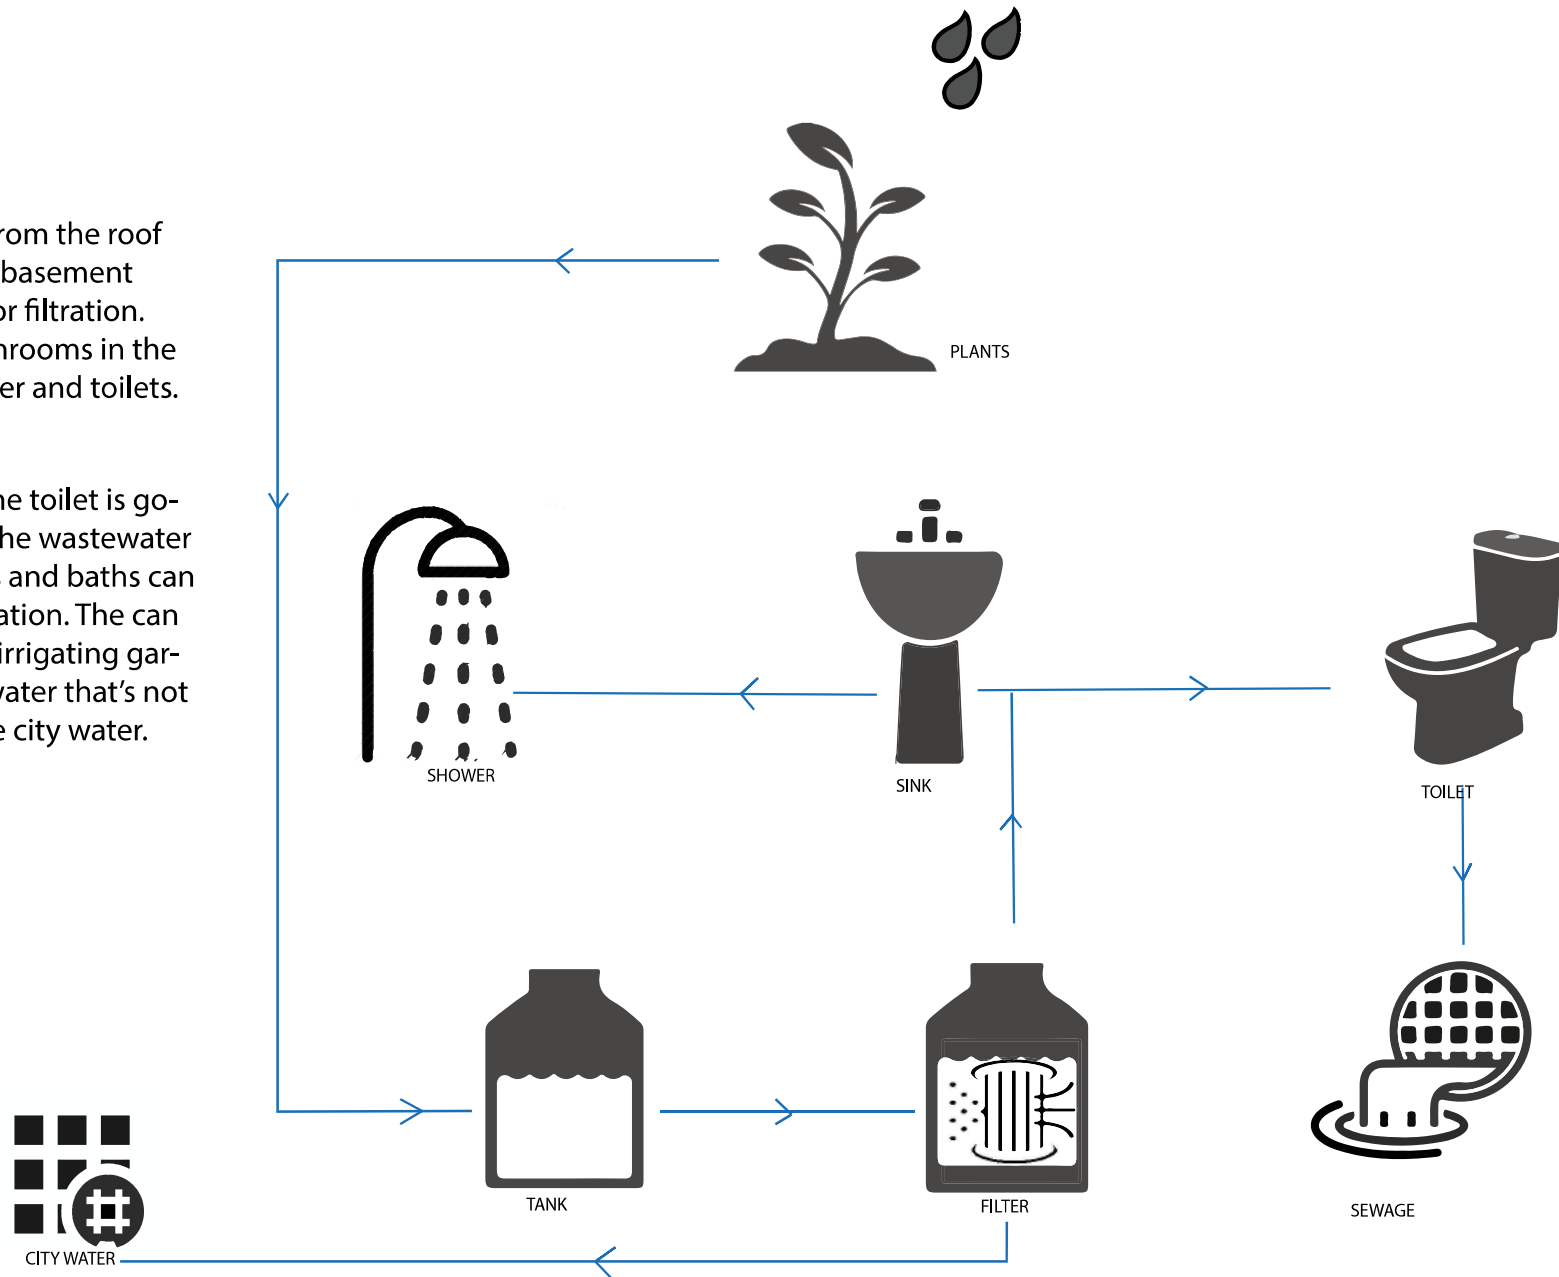 rom the roof
basement
or filtration.
hrooms in the
er and toilets.
ne toilet is go-
he wastewater
and baths can
ation. The can
irrigating gar-
vater that's not
e city water.
PLANTS
SHOWER
SINK
TOILET
TANK
FILTER
SEWAGE
CITY WATER